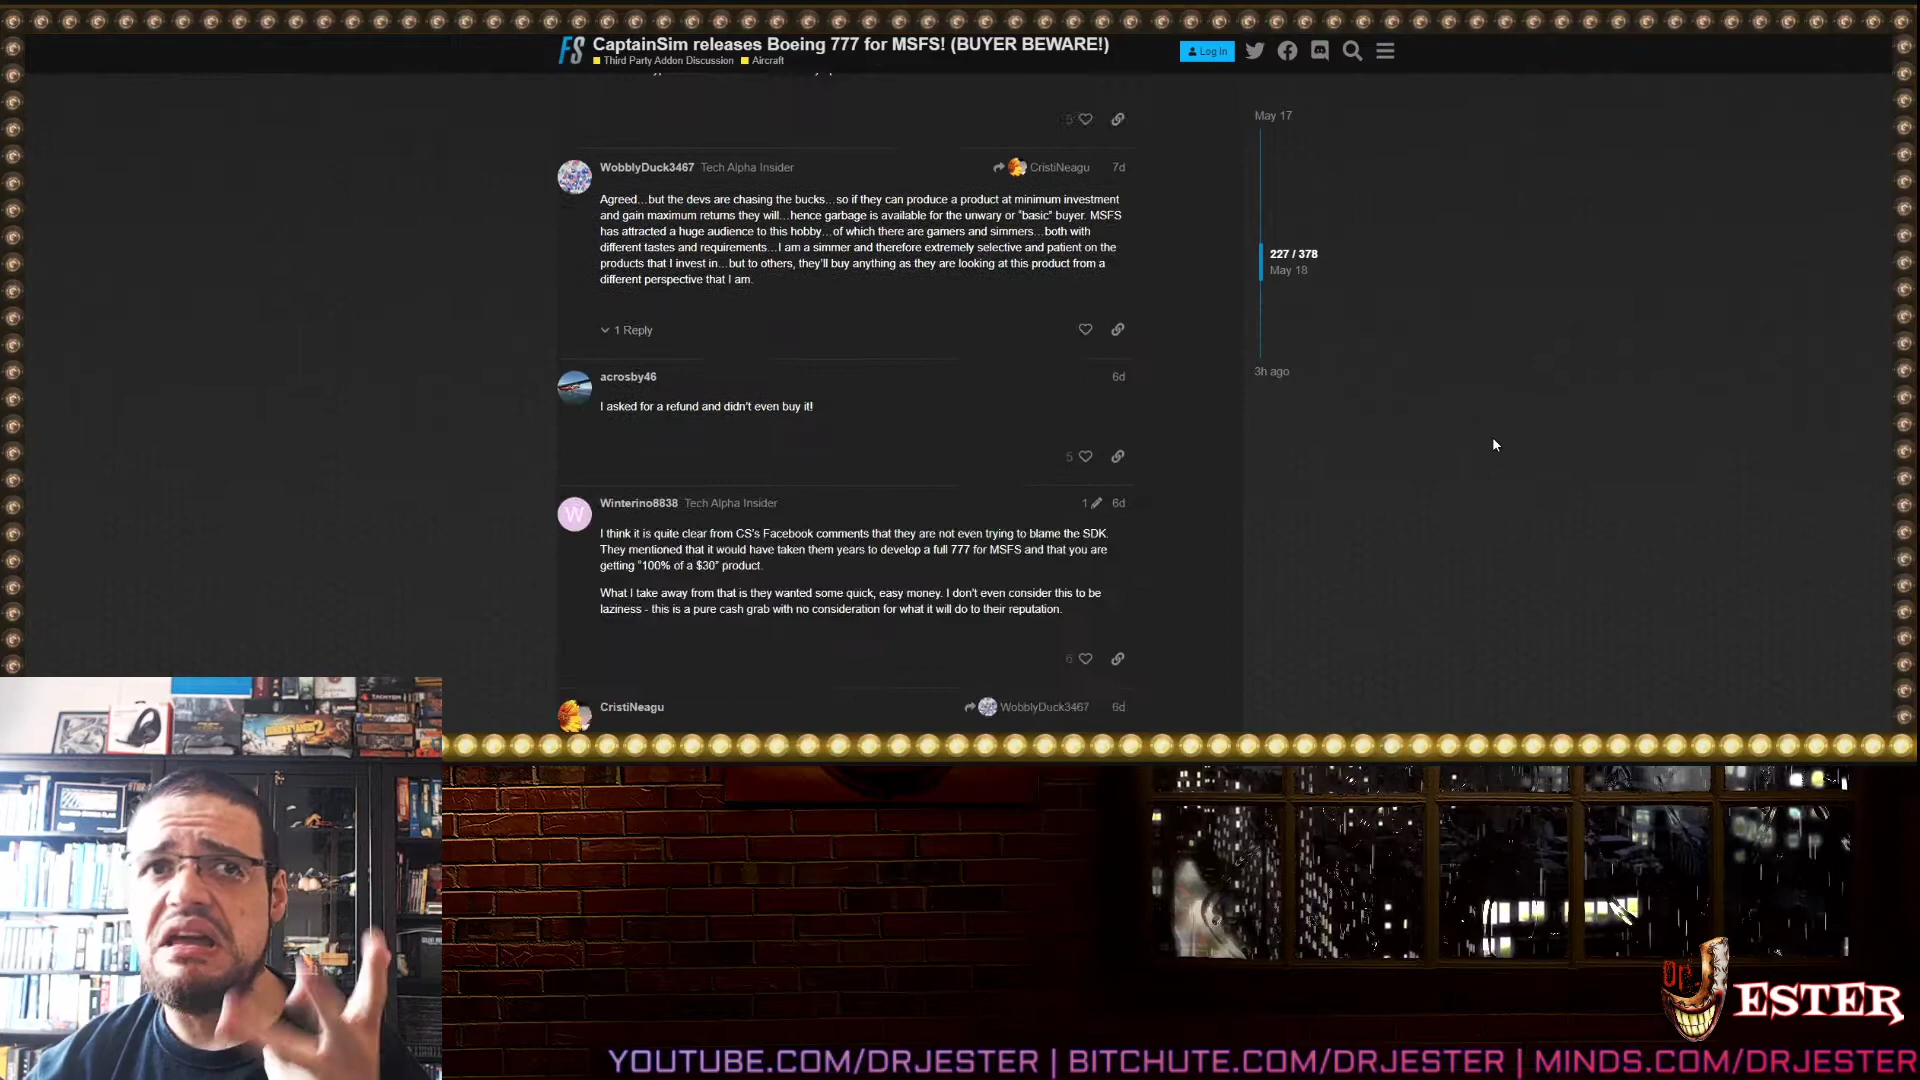 CaptainSim releases Boeing 777 for MSFS! (BUYER BEWARE!)
Third Party Addon Discussion Aircraft
Log In
5
May 17
WobblyDuck3467 Tech Alpha Insider CristiNeagu 7d
Agreed...but the devs are chasing the bucks...so if they can produce a product at minimum investment
and gain maximum returns they will...hence garbage is available for the unwary or "basic" buyer. MSFS
has attracted a huge audience to this hobby...of which there are gamers and simmers...both with
different tastes and requirements...I am a simmer and therefore extremely selective and patient on the
products that I invest in...but to others, they'll buy anything as they are looking at this product from a
different perspective that I am.
227 / 378
May 18
1 Reply
3h ago
acrosby46 6d
I asked for a refund and didn't even buy it!
5
Winterino8838 Tech Alpha Insider 1 6d
I think it is quite clear from CS's Facebook comments that they are not even trying to blame the SDK.
They mentioned that it would have taken them years to develop a full 777 for MSFS and that you are
getting "100% of a $30" product.
What I take away from that is they wanted some quick, easy money. I don't even consider this to be
laziness - this is a pure cash grab with no consideration for what it will do to their reputation.
6
CristiNeagu WobblyDuck3467 6d
W
FS
TACHYON
BORDERLANDS 2
Dr. JESTER
YOUTUBE.COM/DRJESTER | BITCHUTE.COM/DRJESTER | MINDS.COM/DRJESTER